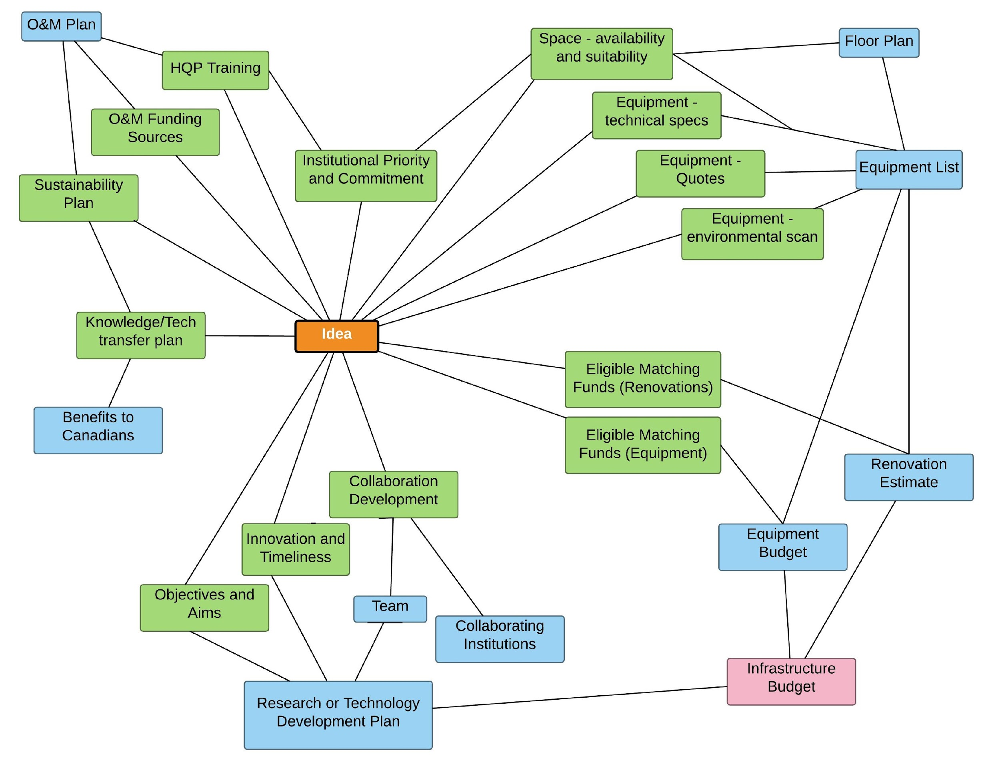 O&M Plan
HQP Training
O&M Funding
Sources
Sustainability
Plan
Institutional Priority
and Commitment
Space - availability
and suitability
Floor Plan
Equipment -
technical specs
Equipment -
Quotes
Equipment List
Equipment -
environmental scan
Knowledge/Tech
transfer plan
Idea
Benefits to
Canadians
Eligible Matching
Funds (Renovations)
Eligible Matching
Funds (Equipment)
Renovation
Estimate
Collaboration
Development
Innovation and
Timeliness
Equipment
Budget
Objectives and
Aims
Team
Collaborating
Institutions
Infrastructure
Budget
Research or Technology
Development Plan